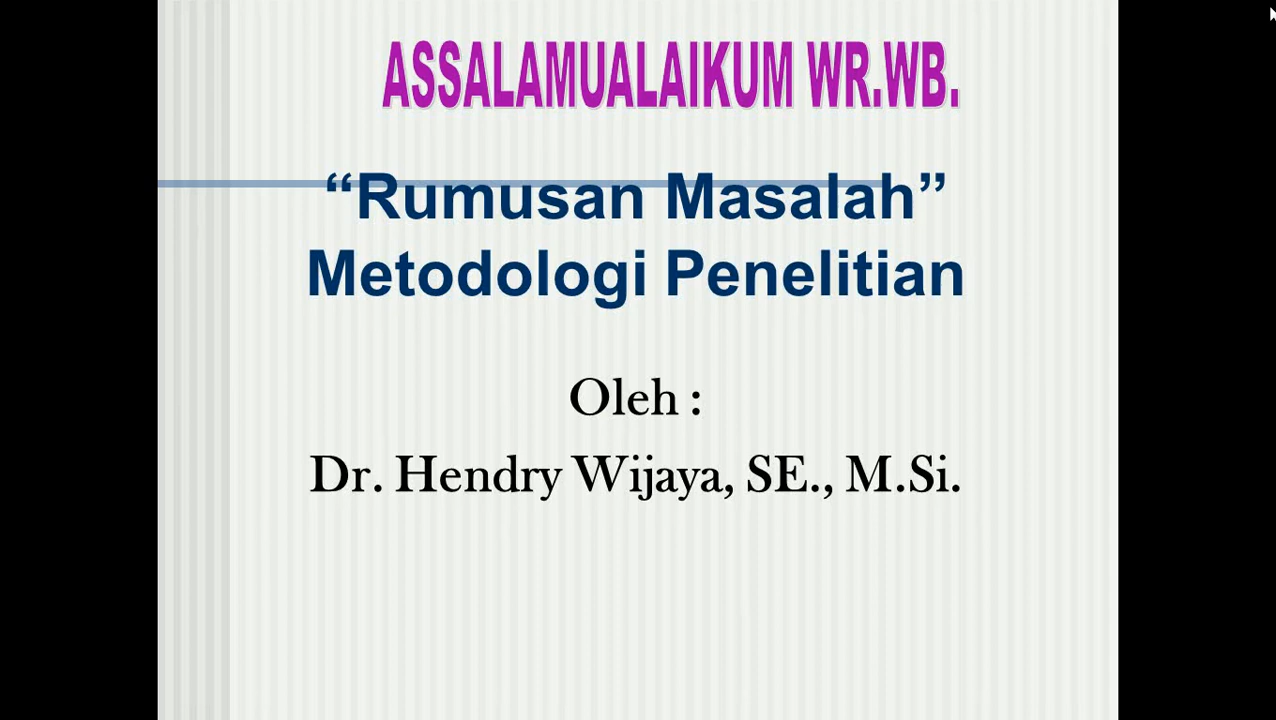 ASSALAMUALAIKUM WR.WB.
“Rumusan Masalah”
Metodologi Penelitian
Oleh :
Dr. Hendry Wijaya, SE., M.Si.